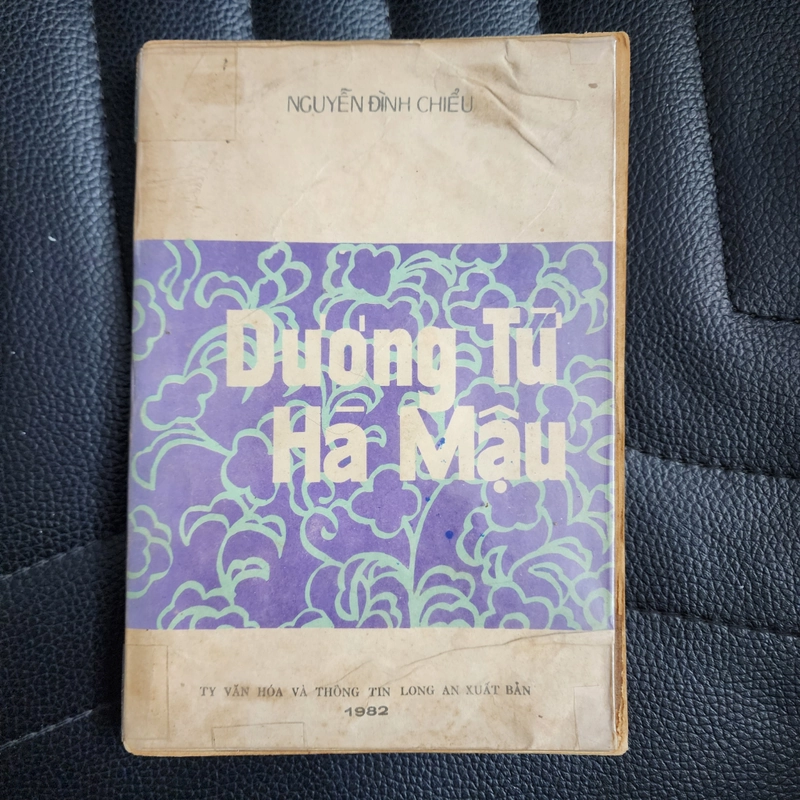 NGUYỄN ĐÌNH CHIỂU
Dương Từ
Hà Mậu
TY VĂN HÓA VÀ THÔNG TIN LONG AN XUẤT BẢN
1982